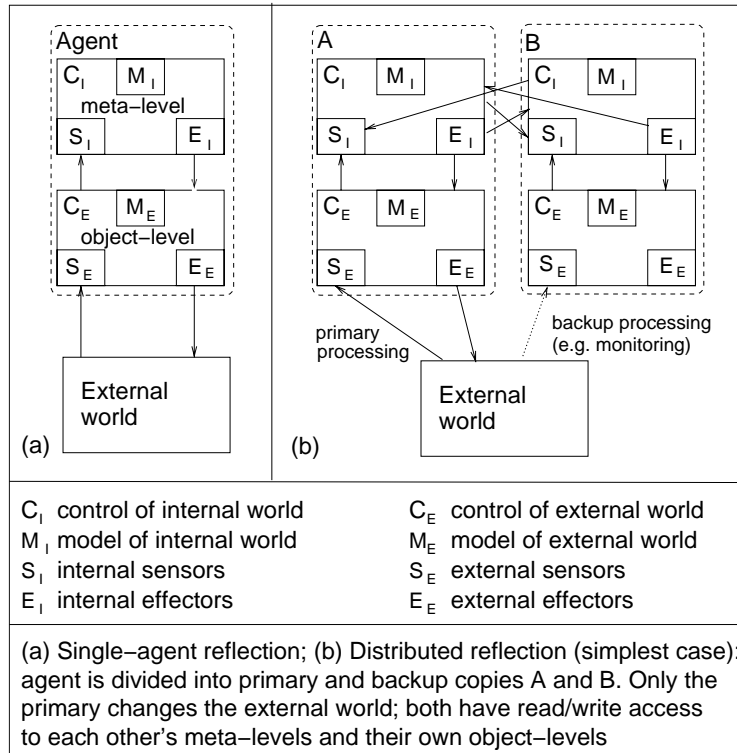 Agent
C I
M I
meta-level
S I
E I
C E
M E
object-level
S E
E E
External
world
(a)
A
C I
M I
S I
E I
C E
M E
S E
E E
B
C I
M I
S I
E I
C E
M E
S E
E E
primary
processing
backup processing
(e.g. monitoring)
External
world
(b)
C I control of internal world
M I model of internal world
S I internal sensors
E I internal effectors
C E control of external world
M E model of external world
S E external sensors
E E external effectors
(a) Single-agent reflection; (b) Distributed reflection (simplest case):
agent is divided into primary and backup copies A and B. Only the
primary changes the external world; both have read/write access
to each other's meta-levels and their own object-levels